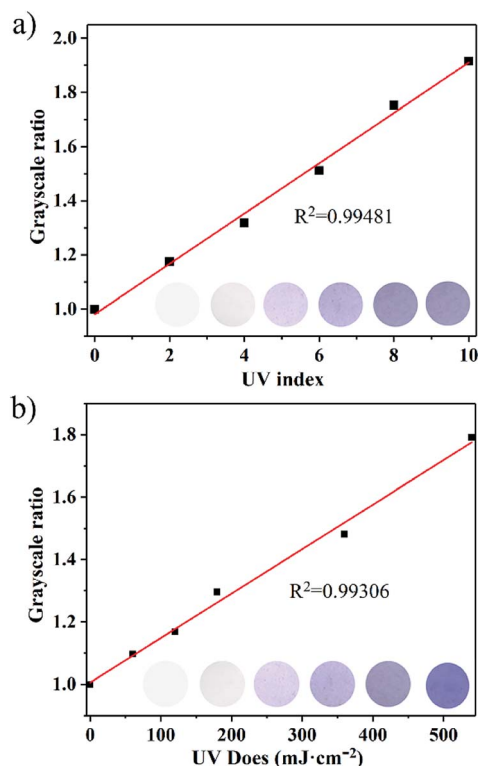 a)
2.0
1.8
1.6
1.4
1.2
1.0
Grayscale ratio
R²=0.99481
0 2 4 6 8 10
UV index
b)
1.8
1.6
1.4
1.2
1.0
Grayscale ratio
R²=0.99306
0 100 200 300 400 500
UV Does (mJ·cm⁻²)